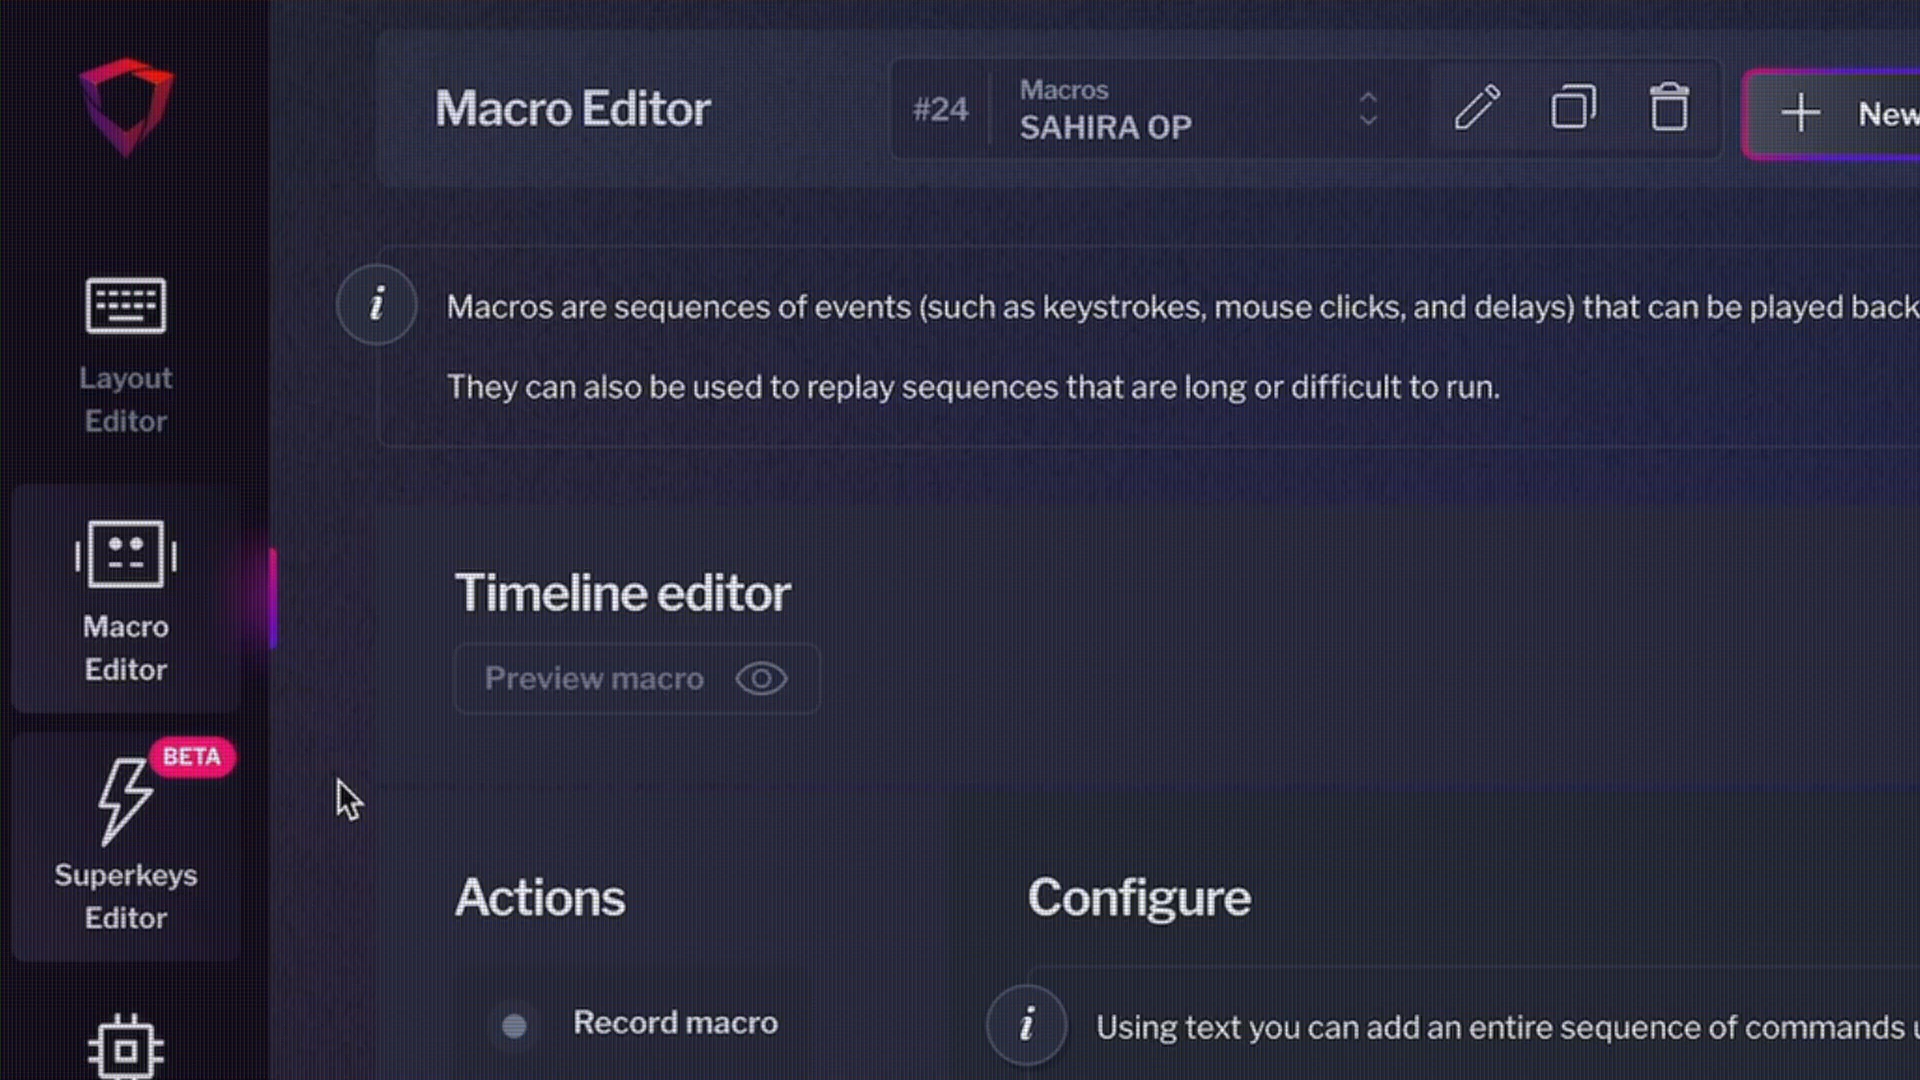 Macro Editor
#24
Macros
SAHIRA OP
New
Layout
Editor
Macros are sequences of events (such as keystrokes, mouse clicks, and delays) that can be played back
They can also be used to replay sequences that are long or difficult to run.
Macro
Editor
Timeline editor
Preview macro
BETA
Superkeys
Editor
Actions
Configure
Record macro
Using text you can add an entire sequence of commands